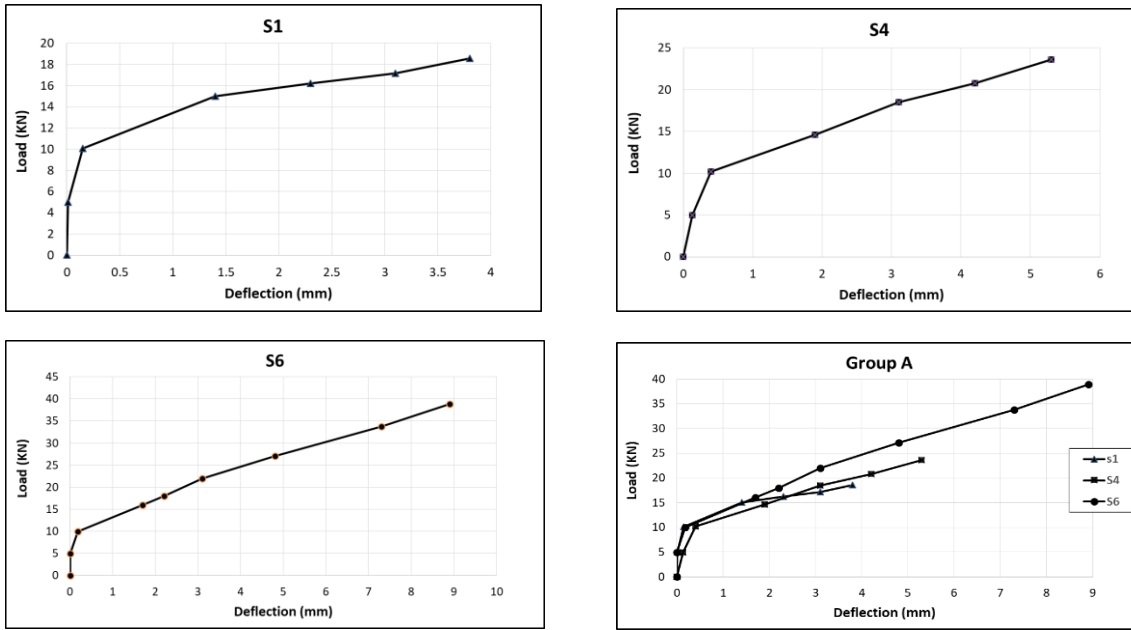 S1
20
18
16
14
12
10
8
6
4
2
0
Load (KN)
0 0.5 1 1.5 2 2.5 3 3.5 4
Deflection (mm)
S4
25
20
15
10
5
0
Load (KN)
0 1 2 3 4 5 6
Deflection (mm)
S6
45
40
35
30
25
20
15
10
5
0
Load (KN)
0 1 2 3 4 5 6 7 8 9 10
Deflection (mm)
Group A
40
35
30
25
20
15
10
5
0
Load (KN)
0 1 2 3 4 5 6 7 8 9
Deflection (mm)
s1
S4
S6